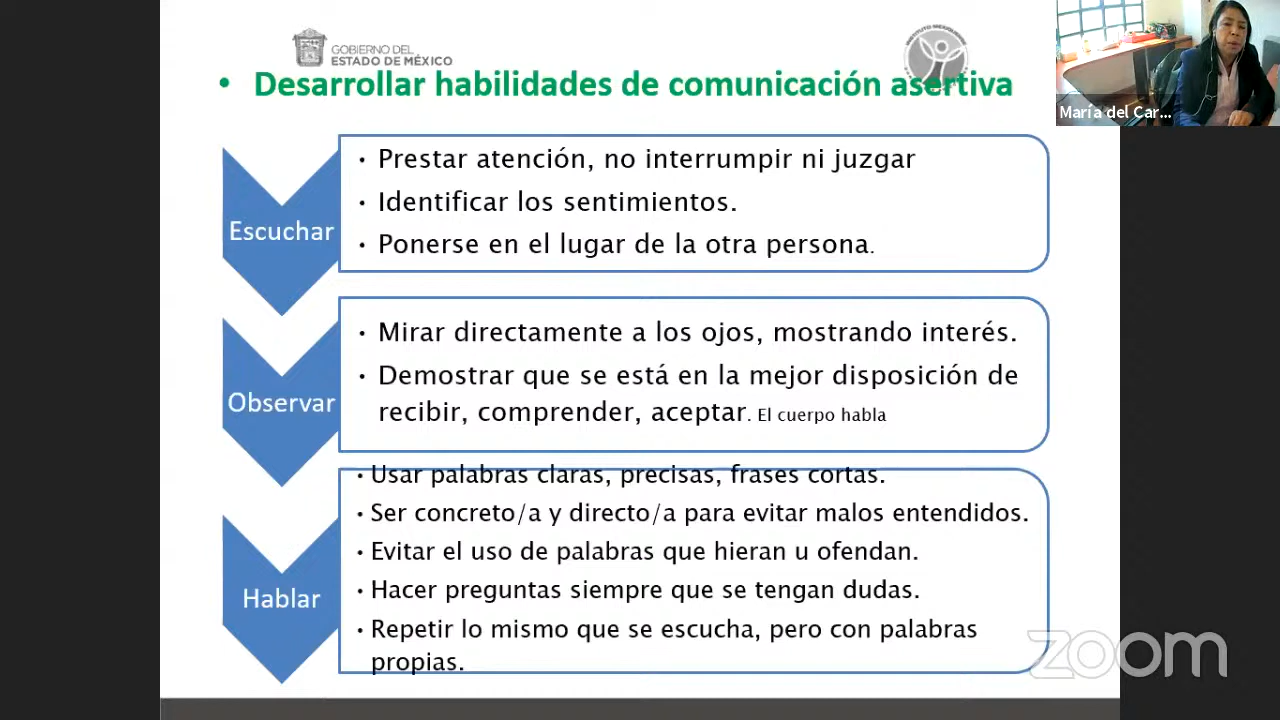 GOBIERNO DEL
ESTADO DE MÉXICO
• Desarrollar habilidades de comunicación asertiva
María del Car...
Escuchar
• Prestar atención, no interrumpir ni juzgar
• Identificar los sentimientos.
• Ponerse en el lugar de la otra persona.
Observar
• Mirar directamente a los ojos, mostrando interés.
• Demostrar que se está en la mejor disposición de
recibir, comprender, aceptar. El cuerpo habla
Hablar
• Usar palabras claras, precisas, frases cortas.
• Ser concreto/a y directo/a para evitar malos entendidos.
• Evitar el uso de palabras que hieran u ofendan.
• Hacer preguntas siempre que se tengan dudas.
• Repetir lo mismo que se escucha, pero con palabras
propias.
zoom